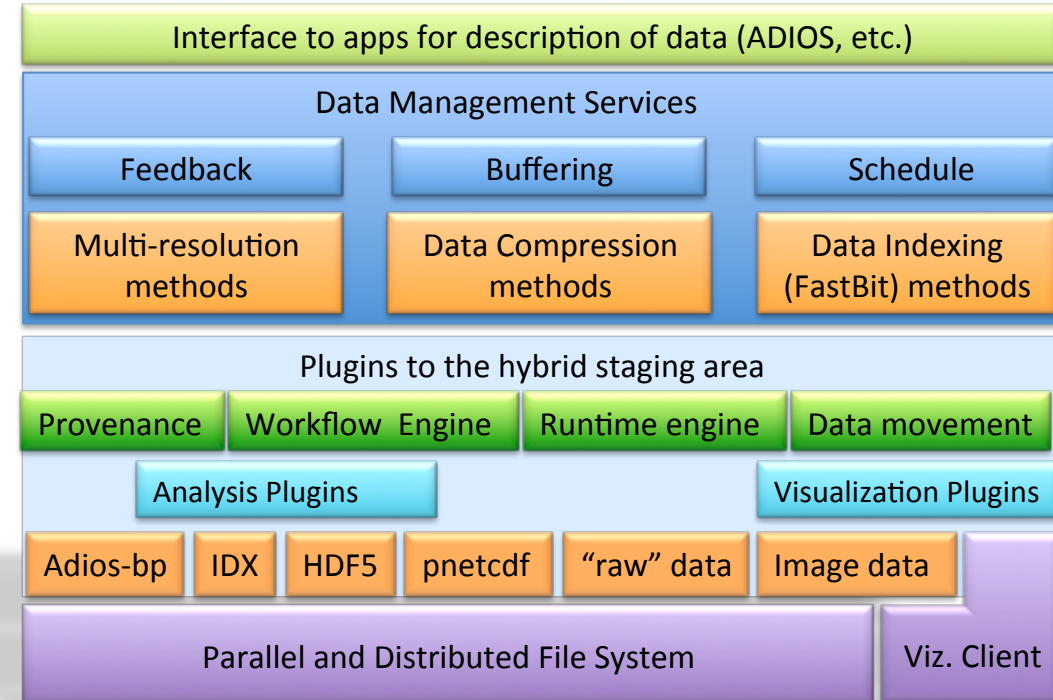 Interface to apps for description of data (ADIOS, etc.)
Data Management Services
Feedback
Buffering
Schedule
Multi-resolution
methods
Data Compression
methods
Data Indexing
(FastBit) methods
Plugins to the hybrid staging area
Provenance
Workflow Engine
Runtime engine
Data movement
Analysis Plugins
Visualization Plugins
Adios-bp
IDX
HDF5
pnetcdf
“raw” data
Image data
Parallel and Distributed File System
Viz. Client